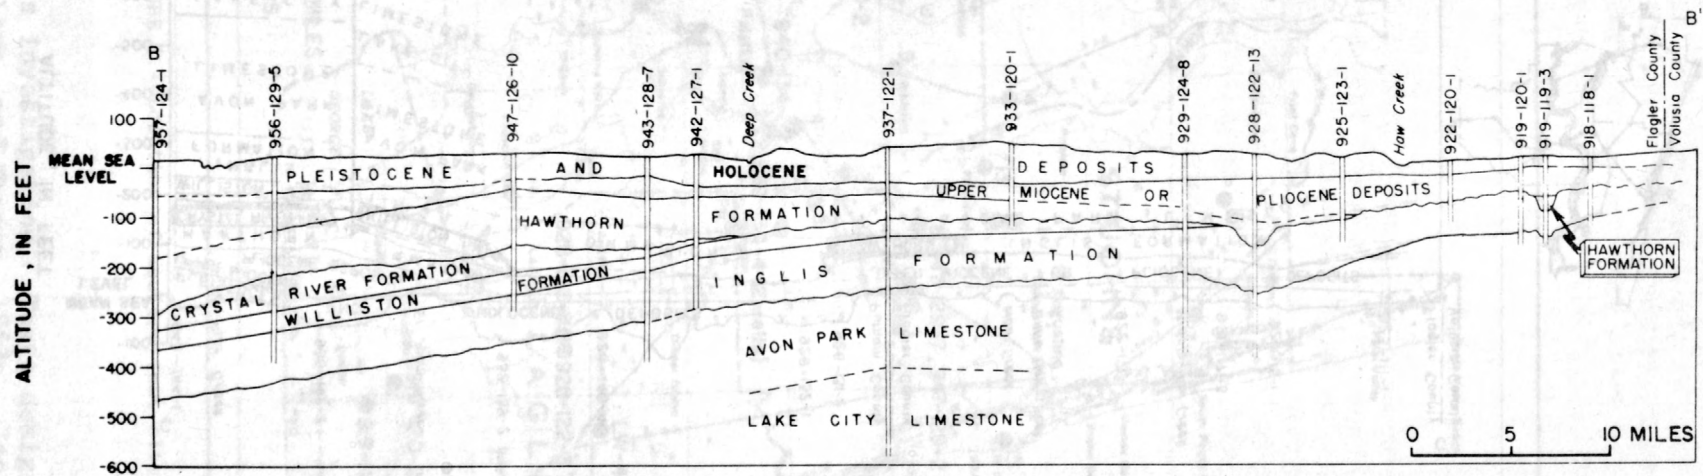 B
B'
957-124-1
956-129-5
947-126-10
943-128-7
942-127-1
Deep Creek
937-122-1
933-120-1
929-124-8
928-122-13
925-123-1
Haw Creek
922-120-1
919-120-1
919-119-3
918-118-1
Flagler County
Volusia County
ALTITUDE, IN FEET
100
MEAN SEA
LEVEL
-100
-200
-300
-400
-500
-600
PLEISTOCENE AND HOLOCENE DEPOSITS
UPPER MIOCENE OR PLIOCENE DEPOSITS
HAWTHORN FORMATION
CRYSTAL RIVER FORMATION
WILLISTON FORMATION
INGLIS FORMATION
AVON PARK LIMESTONE
LAKE CITY LIMESTONE
HAWTHORN
FORMATION
0 5 10 MILES